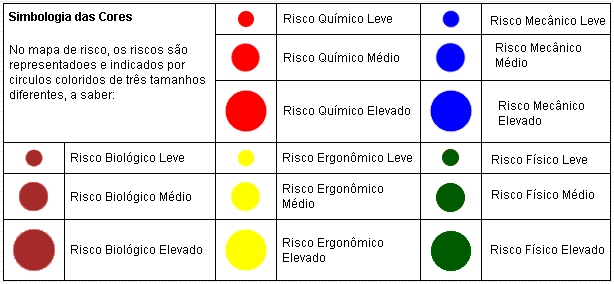 Simbologia das Cores
No mapa de risco, os riscos são
representadoes e indicados por
círculos coloridos de três tamanhos
diferentes, a saber:
Risco Químico Leve
Risco Mecânico Leve
Risco Químico Médio
Risco Mecânico
Médio
Risco Químico Elevado
Risco Mecânico
Elevado
Risco Biológico Leve
Risco Ergonômico Leve
Risco Físico Leve
Risco Biológico Médio
Risco Ergonômico
Médio
Risco Físico Médio
Risco Biológico Elevado
Risco Ergonômico
Elevado
Risco Físico Elevado